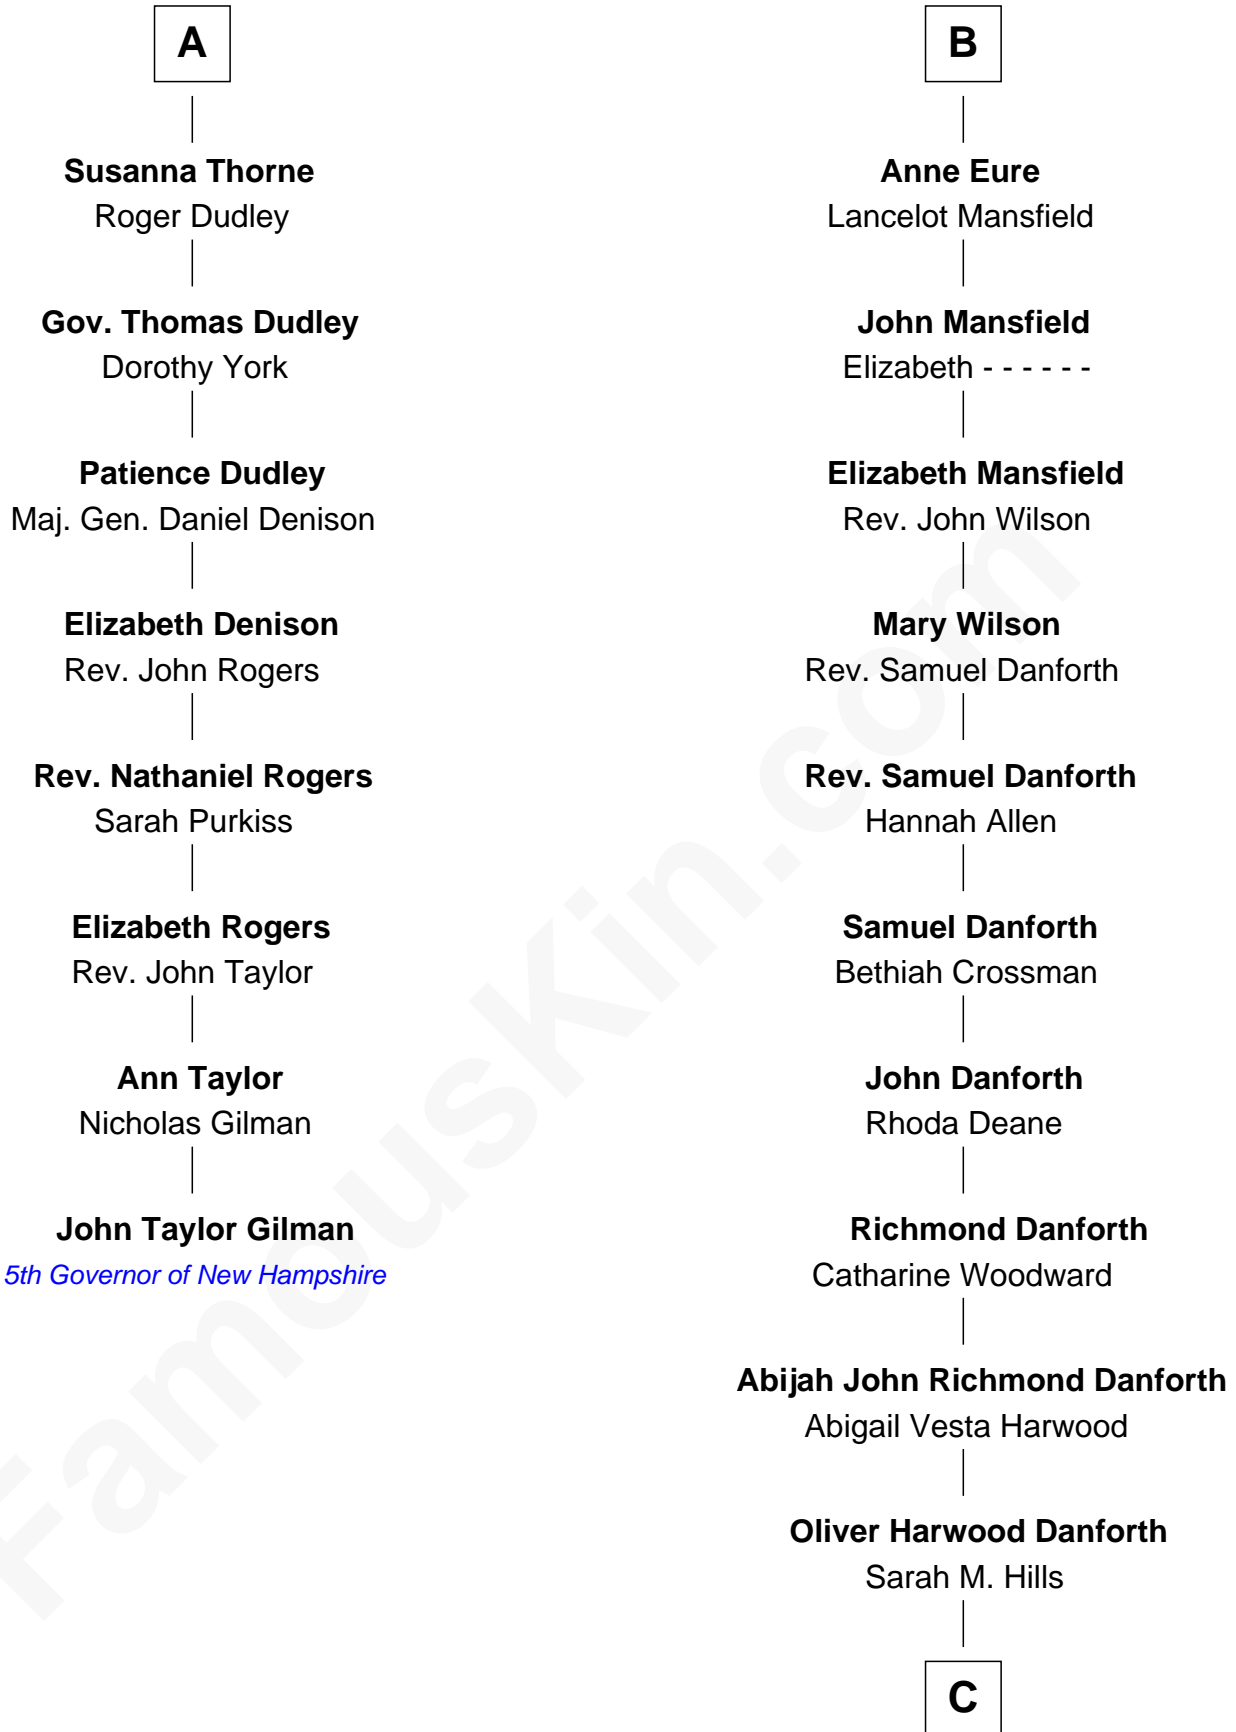 A
Susanna Thorne
Roger Dudley
Gov. Thomas Dudley
Dorothy York
Patience Dudley
Maj. Gen. Daniel Denison
Elizabeth Denison
Rev. John Rogers
Rev. Nathaniel Rogers
Sarah Purkiss
Elizabeth Rogers
Rev. John Taylor
Ann Taylor
Nicholas Gilman
John Taylor Gilman
5th Governor of New Hampshire
B
Anne Eure
Lancelot Mansfield
John Mansfield
Elizabeth - - - - - -
Elizabeth Mansfield
Rev. John Wilson
Mary Wilson
Rev. Samuel Danforth
Rev. Samuel Danforth
Hannah Allen
Samuel Danforth
Bethiah Crossman
John Danforth
Rhoda Deane
Richmond Danforth
Catharine Woodward
Abijah John Richmond Danforth
Abigail Vesta Harwood
Oliver Harwood Danforth
Sarah M. Hills
C
FamousKin.com